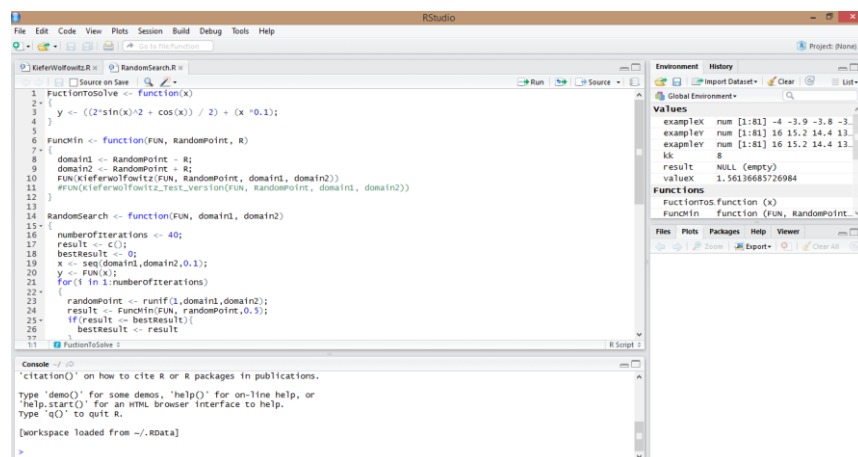 RStudio
File Edit Code View Plots Session Build Debug Tools Help
Go to file/function
Project: (None)
KieferWolfowitz.R × RandomSearch.R ×
Source on Save
Run
Source
1 FuctionToSolve <- function(x)
2 {
3 y <- ((2*sin(x)^2 + cos(x)) / 2) + (x *0.1);
4 }
5
6 FuncMin <- function(FUN, RandomPoint, R)
7 {
8 domain1 <- RandomPoint - R;
9 domain2 <- RandomPoint + R;
10 FUN(KieferWolfowitz(FUN, RandomPoint, domain1, domain2))
11 #FUN(KieferWolfowitz_Test_Version(FUN, RandomPoint, domain1, domain2))
12 }
13
14 RandomSearch <- function(FUN, domain1, domain2)
15 {
16 numberofIterations <- 40;
17 result <- c();
18 bestResult <- 0;
19 x <- seq(domain1,domain2,0.1);
20 y <- FUN(x);
21 for(i in 1:numberofIterations)
22 {
23 randomPoint <- runif(1,domain1,domain2);
24 result <- FuncMin(FUN, randomPoint,0.5);
25 if(result <= bestResult){
26 bestResult <- result
27 }
1:1 FuctionToSolve
R Script
Console ~/
'citation()' on how to cite R or R packages in publications.
Type 'demo()' for some demos, 'help()' for on-line help, or
'help.start()' for an HTML browser interface to help.
Type 'q()' to quit R.
[Workspace loaded from ~/.RData]
>
Environment History
Import Dataset Clear List
Global Environment
Values
exampleX num [1:81] -4 -3.9 -3.8 -3...
exampleY num [1:81] 16 15.2 14.4 13...
exapmleY num [1:81] 16 15.2 14.4 13...
kk 8
result NULL (empty)
valueX 1.56136685726984
Functions
FuctionToS. function (x)
FuncMin function (FUN, RandomPoint...
Files Plots Packages Help Viewer
Zoom Export Clear All